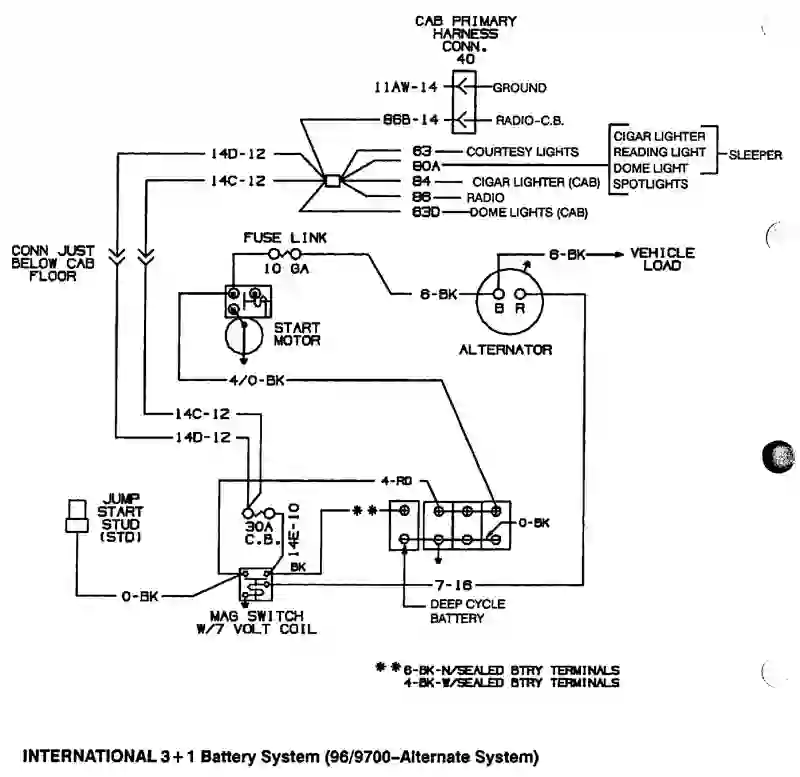 CAB PRIMARY
HARNESS
CONN.
40
11AW-14
GROUND
86B-14
RADIO-C.B.
14D-12
63
COURTESY LIGHTS
80A
14C-12
84
CIGAR LIGHTER (CAB)
86
RADIO
63D
DOME LIGHTS (CAB)
CIGAR LIGHTER
READING LIGHT
DOME LIGHT
SPOTLIGHTS
SLEEPER
CONN JUST
BELOW CAB
FLOOR
FUSE LINK
10 GA
6-BK
VEHICLE
LOAD
6-BK
B R
START
MOTOR
ALTERNATOR
4/0-BK
14C-12
14D-12
4-RD
JUMP
START
STUD
(STD)
30A
C.B.
14E-10
**
0-BK
BK
7-16
0-BK
DEEP CYCLE
BATTERY
MAG SWITCH
W/7 VOLT COIL
**6-BK-N/SEALED BTRY TERMINALS
4-BK-W/SEALED BTRY TERMINALS
INTERNATIONAL 3+1 Battery System (96/9700-Alternate System)